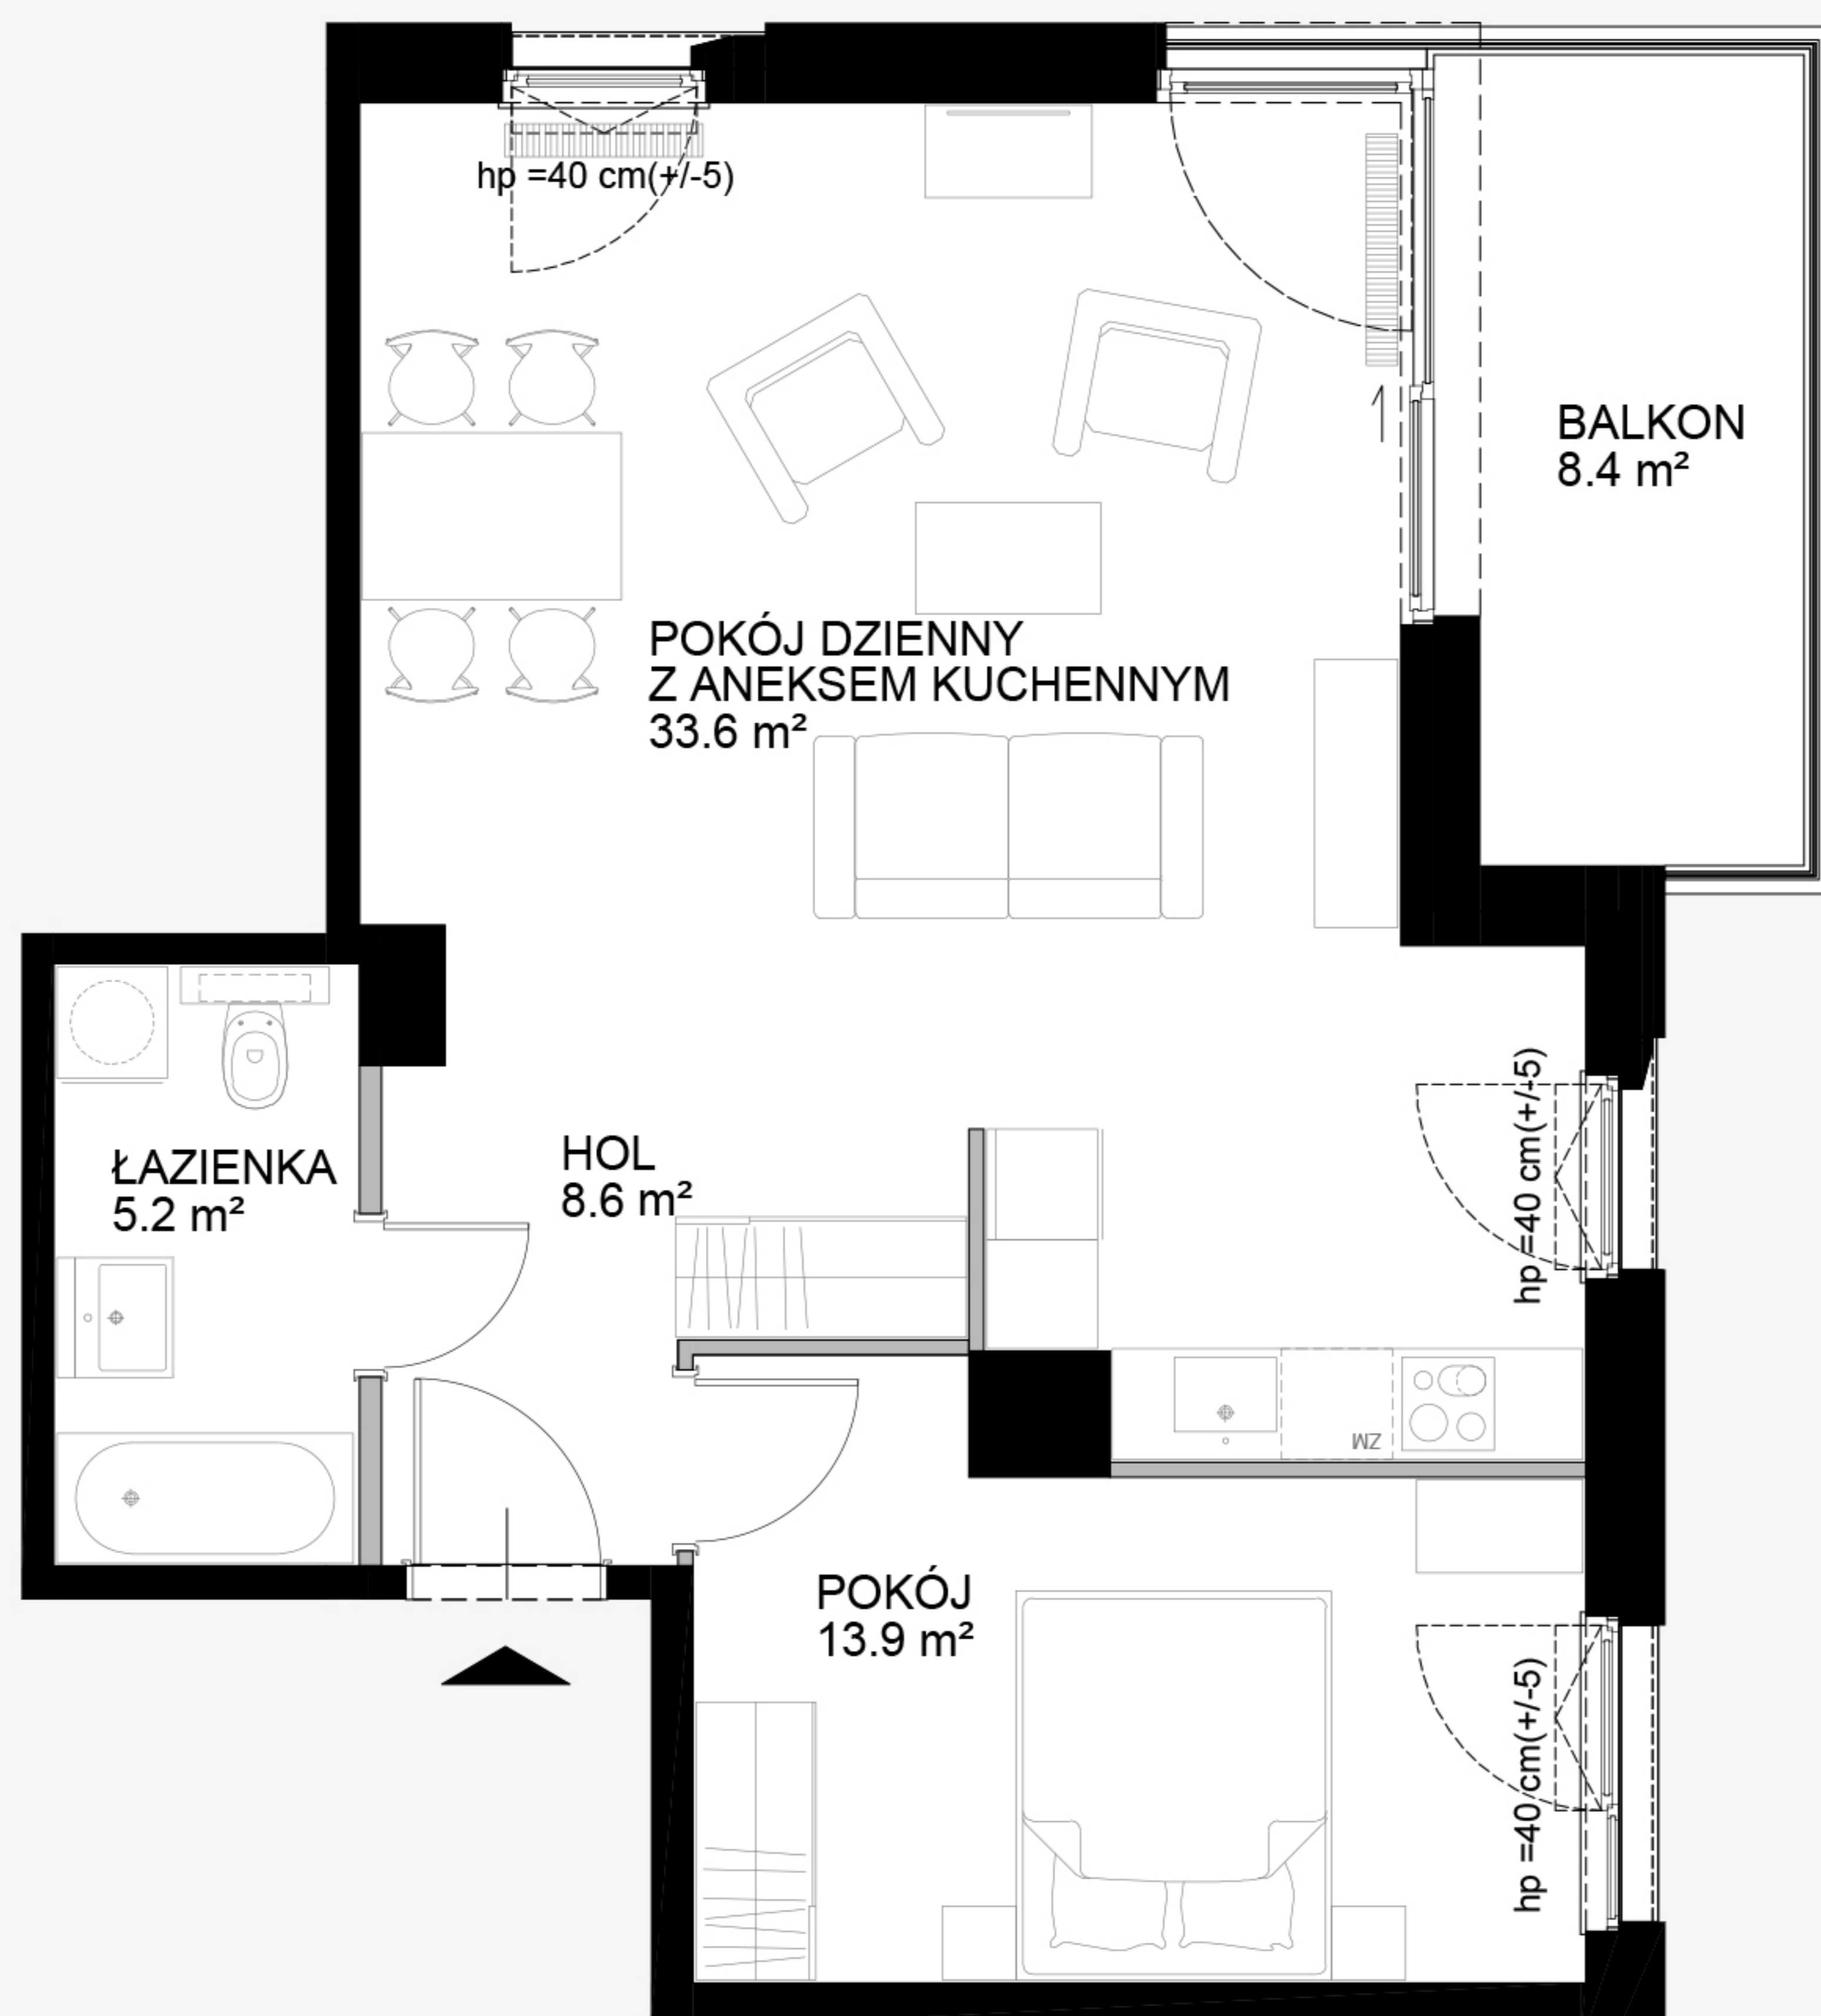 hp =40 cm(+/-5)
BALKON
8.4 m²
POKÓJ DZIENNY
Z ANEKSEM KUCHENNYM
33.6 m²
hp =40 cm(+/-5)
HOL
8.6 m²
ŁAZIENKA
5.2 m²
ZM
POKÓJ
13.9 m²
hp =40 cm(+/-5)